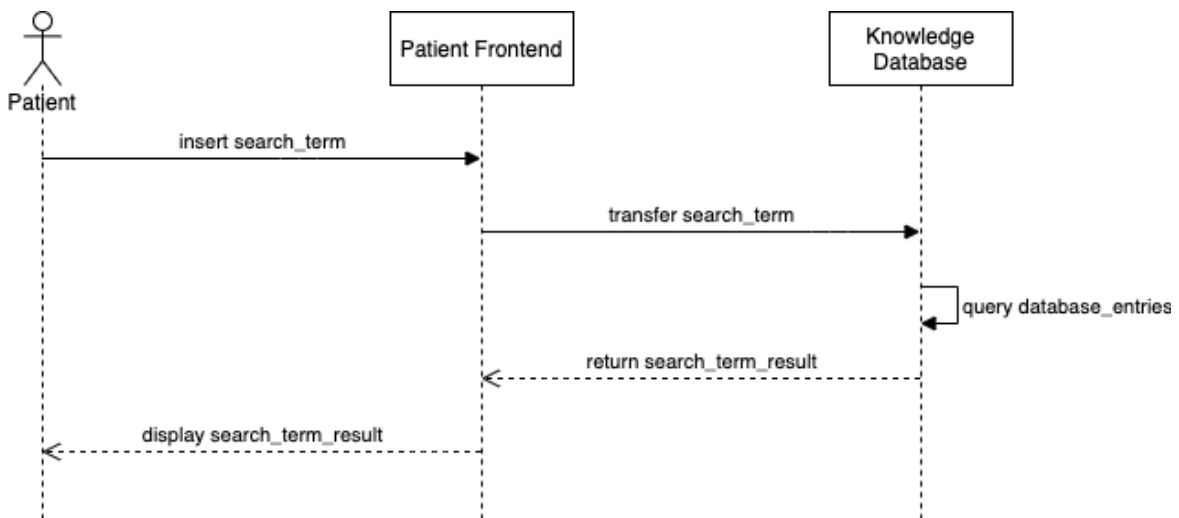 Patient
Patient Frontend
Knowledge
Database
insert search_term
transfer search_term
query database_entries
return search_term_result
display search_term_result